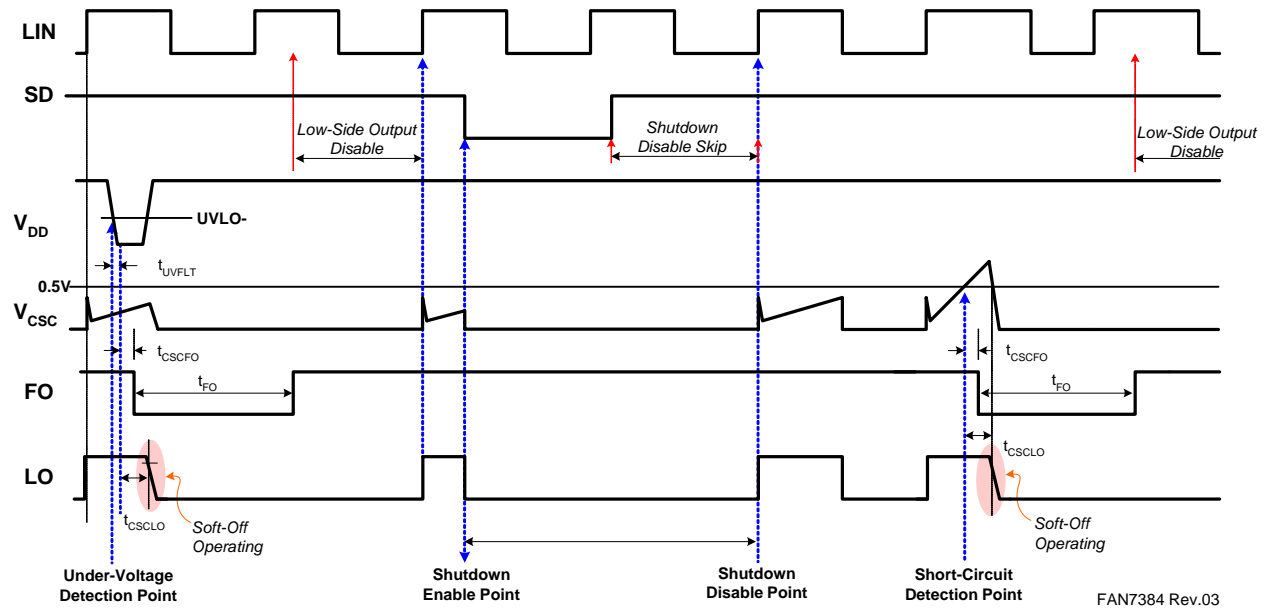 LIN
SD
Low-Side Output
Disable
Shutdown
Disable Skip
Low-Side Output
Disable
UVLO-
VDD
tUVFLT
0.5V
VCSC
tCSCFO
tCSCFO
FO
tFO
tFO
tCSCLO
LO
tCSCLO
Soft-Off
Operating
Soft-Off
Operating
Under-Voltage
Detection Point
Shutdown
Enable Point
Shutdown
Disable Point
Short-Circuit
Detection Point
FAN7384 Rev.03